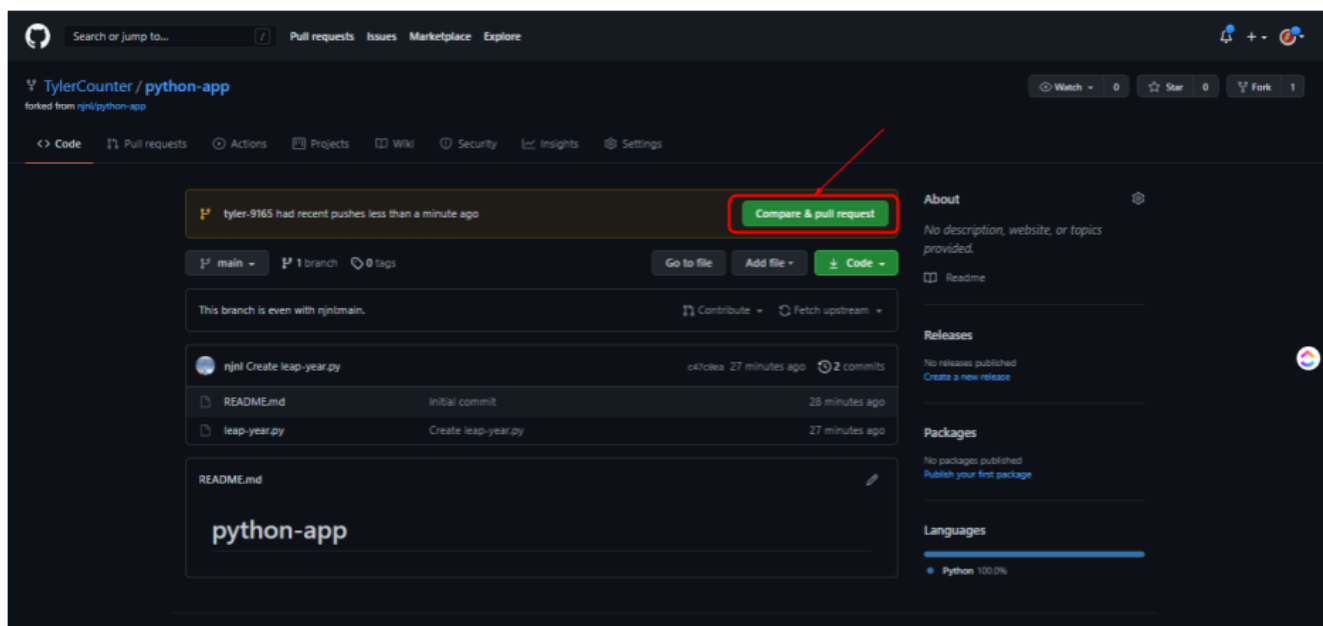 Search or jump to... / Pull requests Issues Marketplace Explore
TylerCounter / python-app
forked from njnl/python-app
Watch 0 Star 0 Fork 1
Code Pull requests Actions Projects Wiki Security Insights Settings
tyler-9165 had recent pushes less than a minute ago Compare & pull request
main 1 branch 0 tags Go to file Add file Code
This branch is even with njnl:main. Contribute Fetch upstream
njnl Create leap-year.py c47c8ea 27 minutes ago 2 commits
README.md Initial commit 28 minutes ago
leap-year.py Create leap-year.py 27 minutes ago
README.md
python-app
About
No description, website, or topics
provided.
Readme
Releases
No releases published
Create a new release
Packages
No packages published
Publish your first package
Languages
Python 100.0%